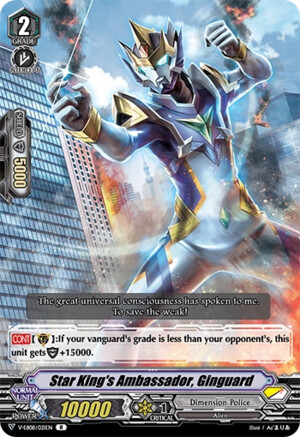 2
GRADE
INTERCEPT
SHIELD 5000
The great universal consciousness has spoken to me.
To save the weak!
CONT [ ]:If your vanguard's grade is less than your opponent's, this
unit gets +15000.
NORMAL UNIT
Star King's Ambassador, Ginguard
POWER 10000 1 CRITICAL
Dimension Police
Alien
V-EB08/021EN R